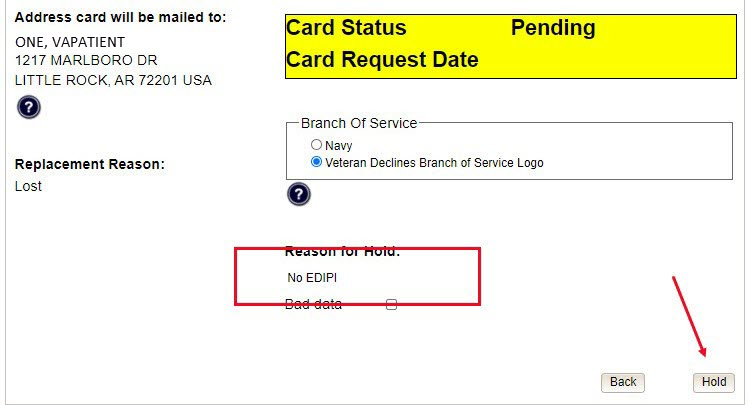 Address card will be mailed to:
ONE, VAPATIENT
1217 MARLBORO DR
LITTLE ROCK, AR 72201 USA
?
Replacement Reason:
Lost
Card Status Pending
Card Request Date
Branch Of Service
Navy
Veteran Declines Branch of Service Logo
?
Reason for Hold:
No EDIPI
Bad data
Back
Hold